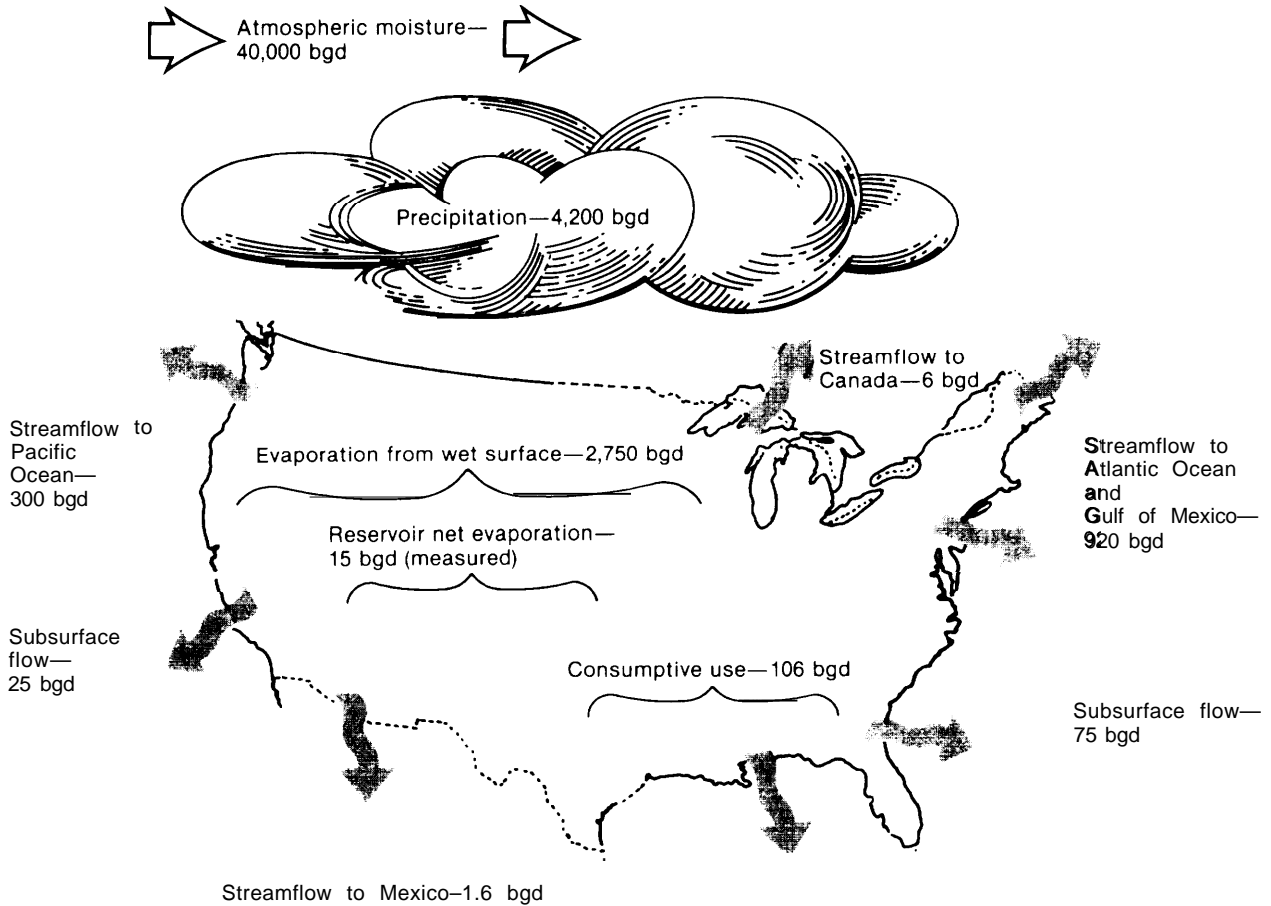 Atmospheric moisture—
40,000 bgd
Precipitation—4,200 bgd
Streamflow to
Canada—6 bgd
Streamflow to
Pacific
Ocean—
300 bgd
Evaporation from wet surface—2,750 bgd
Streamflow to
Atlantic Ocean
and
Gulf of Mexico—
920 bgd
Reservoir net evaporation—
15 bgd (measured)
Subsurface
flow—
25 bgd
Consumptive use—106 bgd
Subsurface flow—
75 bgd
Streamflow to Mexico–1.6 bgd